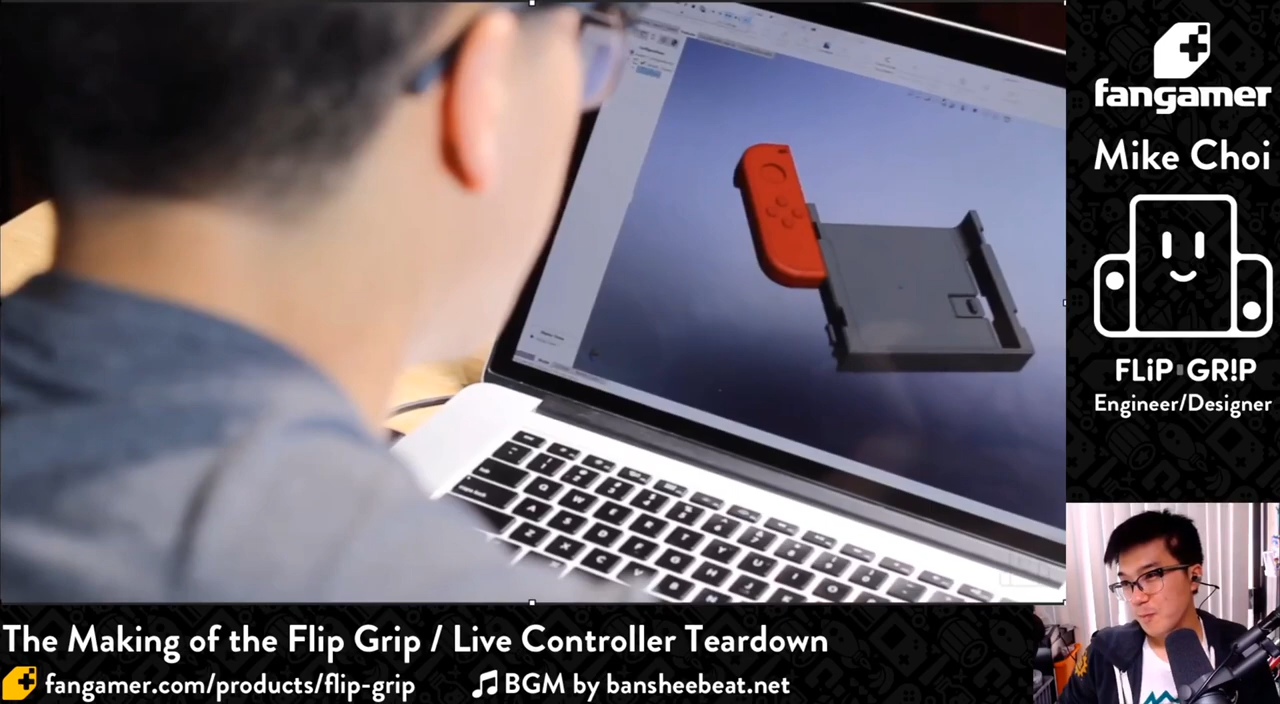 fangamer
Mike Choi
FLiP GR!P
Engineer/Designer
The Making of the Flip Grip / Live Controller Teardown
fangamer.com/products/flip-grip
BGM by bansheebeat.net